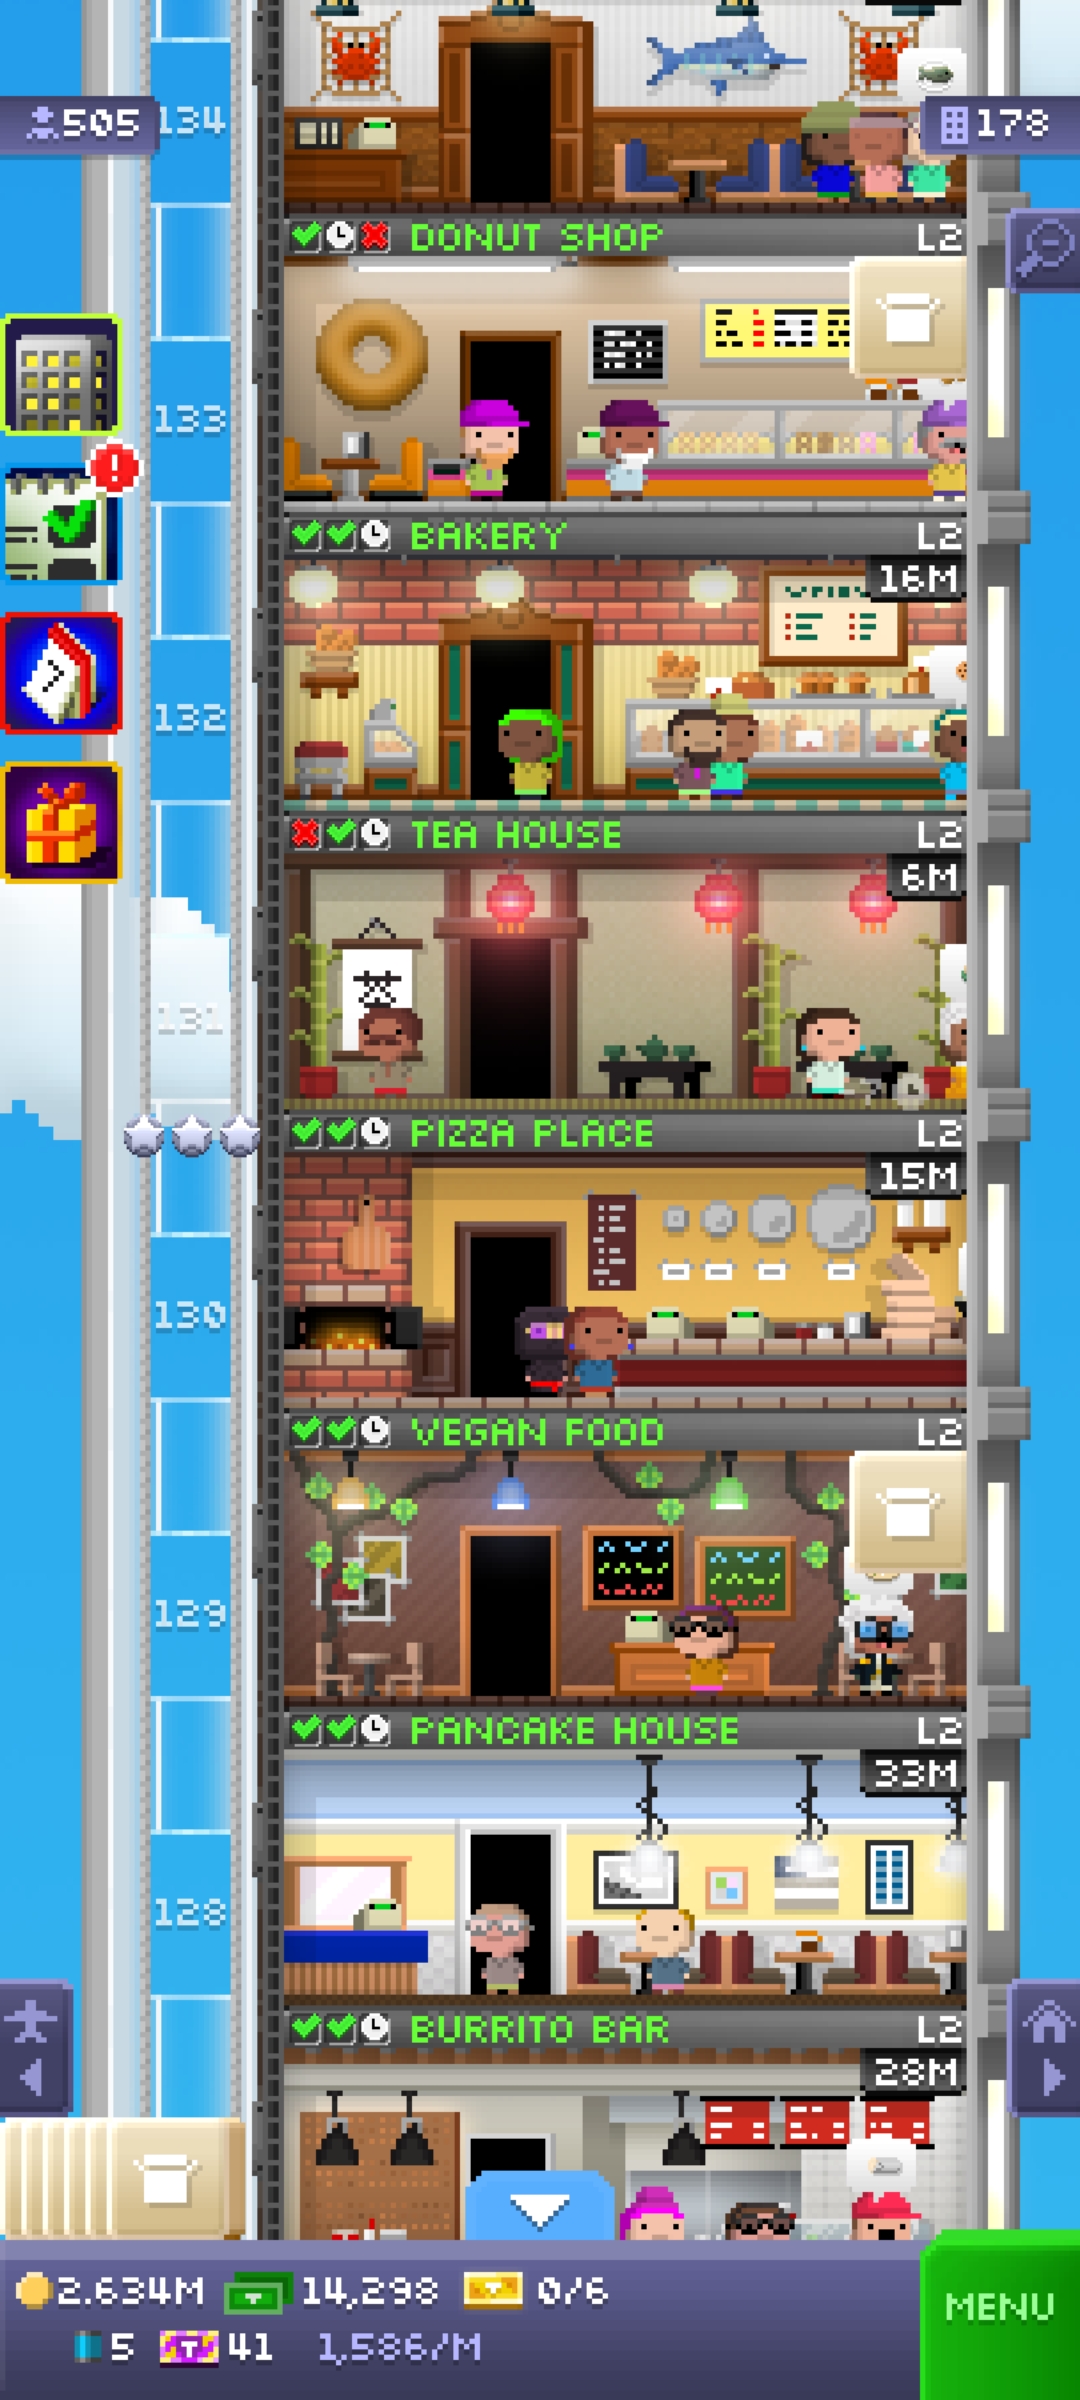 134
505
178
DONUT SHOP L2
133
BAKERY L2
16M
132
TEA HOUSE L2
6M
131
PIZZA PLACE L2
15M
130
VEGAN FOOD L2
129
PANCAKE HOUSE L2
33M
128
BURRITO BAR L2
28M
2.634M 14,298 0/6
MENU
5 41 1,586/M